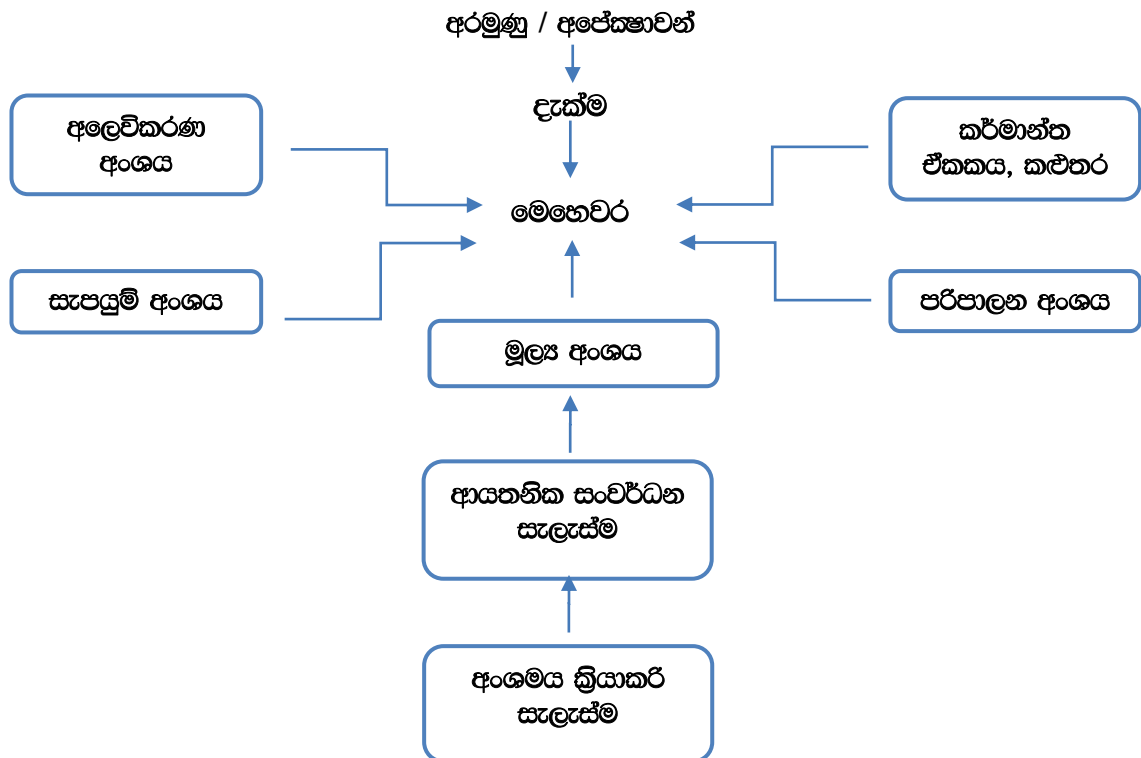 අරමුණු / අපේක්‍ෂාවන්
දැක්ම
අලෙවිකරණ
අංශය
කර්මාන්ත
ඒකකය, කළුතර
මෙහෙවර
සැපයුම් අංශය
පරිපාලන අංශය
මූල්‍ය අංශය
ආයතනික සංවර්ධන
සැලැස්ම
අංශමය ක්‍රියාකාරි
සැලැස්ම